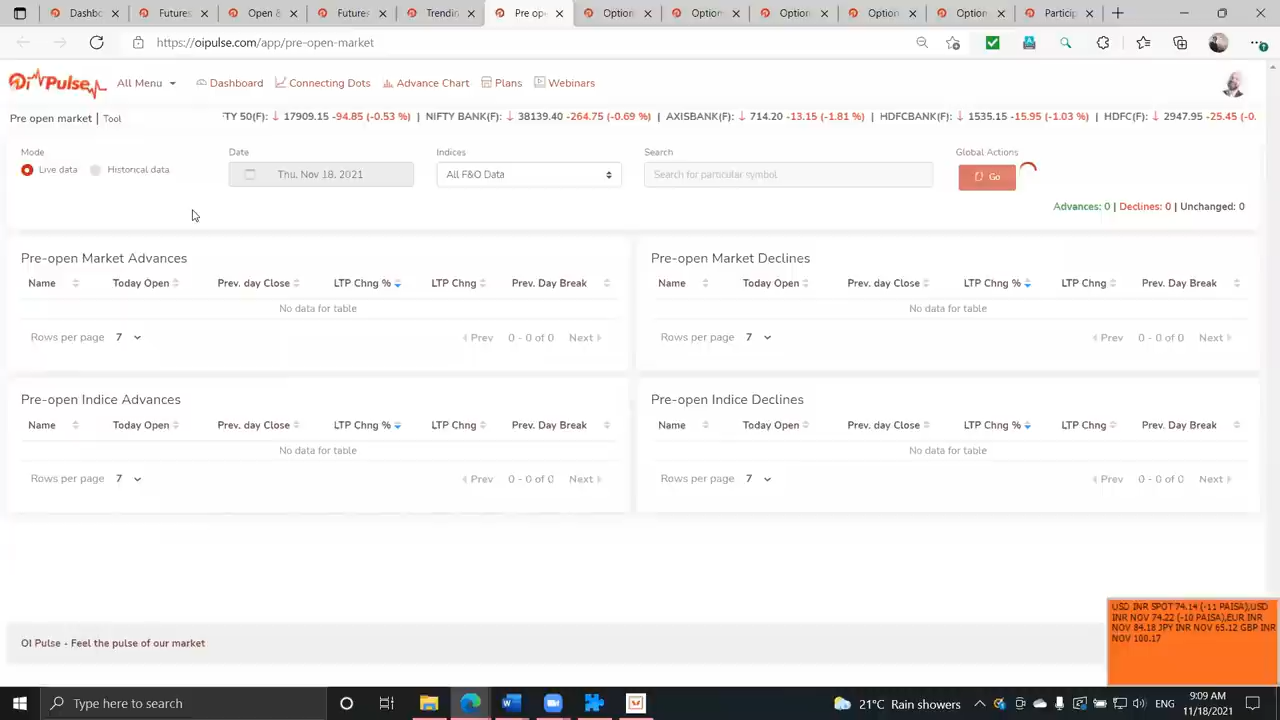 Dashb
Futures
Open &
Futures
Trendin
Pre op
Option
Option
Option
Option
Option
Particip
https://oipulse.com/app/pre-open-market
Oi Pulse
All Menu
Dashboard
Connecting Dots
Advance Chart
Plans
Webinars
Pre open market | Tool
TY 50(F): ↓ 17909.15 -94.85 (-0.53 %) | NIFTY BANK(F): ↓ 38139.40 -264.75 (-0.69 %) | AXISBANK(F): ↓ 714.20 -13.15 (-1.81 %) | HDFCBANK(F): ↓ 1535.15 -15.95 (-1.03 %) | HDFC(F): ↓ 2947.95 -25.45 (-0.
Mode
Date
Indices
Search
Global Actions
Live data
Historical data
Thu, Nov 18, 2021
All F&O Data
Search for particular symbol
Go
Advances: 0 | Declines: 0 | Unchanged: 0
Pre-open Market Advances
Name Today Open Prev. day Close LTP Chng % LTP Chng Prev. Day Break
No data for table
Rows per page 7 Prev 0 - 0 of 0 Next
Pre-open Market Declines
Name Today Open Prev. day Close LTP Chng % LTP Chng Prev. Day Break
No data for table
Rows per page 7 Prev 0 - 0 of 0 Next
Pre-open Indice Advances
Name Today Open Prev. day Close LTP Chng % LTP Chng Prev. Day Break
No data for table
Rows per page 7 Prev 0 - 0 of 0 Next
Pre-open Indice Declines
Name Today Open Prev. day Close LTP Chng % LTP Chng Prev. Day Break
No data for table
Rows per page 7 Prev 0 - 0 of 0 Next
OI Pulse - Feel the pulse of our market
USD INR SPOT 74.14 (-11 PAISA),USD
INR NOV 74.22 (-10 PAISA),EUR INR
NOV 84.18 JPY INR NOV 65.12 GBP INR
NOV 100.17
Type here to search
21°C Rain showers
9:09 AM
11/18/2021